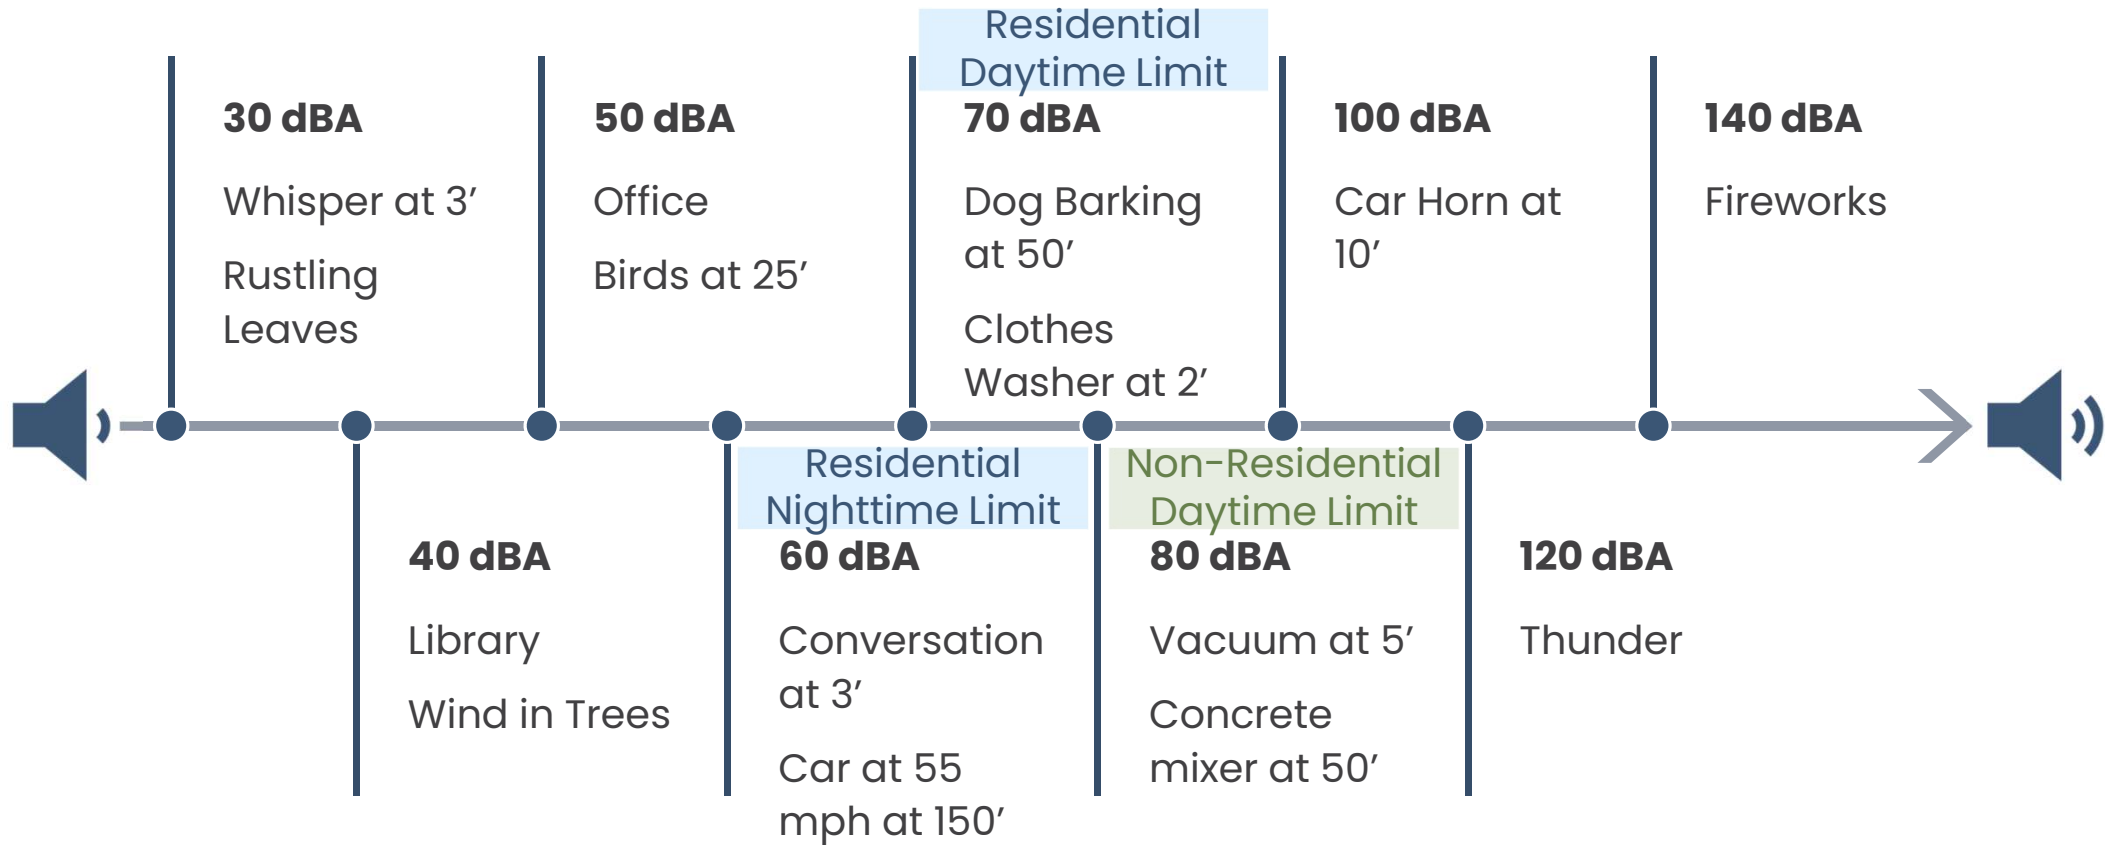 Residential
Daytime Limit
30 dBA
Whisper at 3’
Rustling
Leaves
50 dBA
Office
Birds at 25’
70 dBA
Dog Barking
at 50’
Clothes
Washer at 2’
100 dBA
Car Horn at
10’
140 dBA
Fireworks
40 dBA
Library
Wind in Trees
Residential
Nighttime Limit
60 dBA
Conversation
at 3’
Car at 55
mph at 150’
Non-Residential
Daytime Limit
80 dBA
Vacuum at 5’
Concrete
mixer at 50’
120 dBA
Thunder